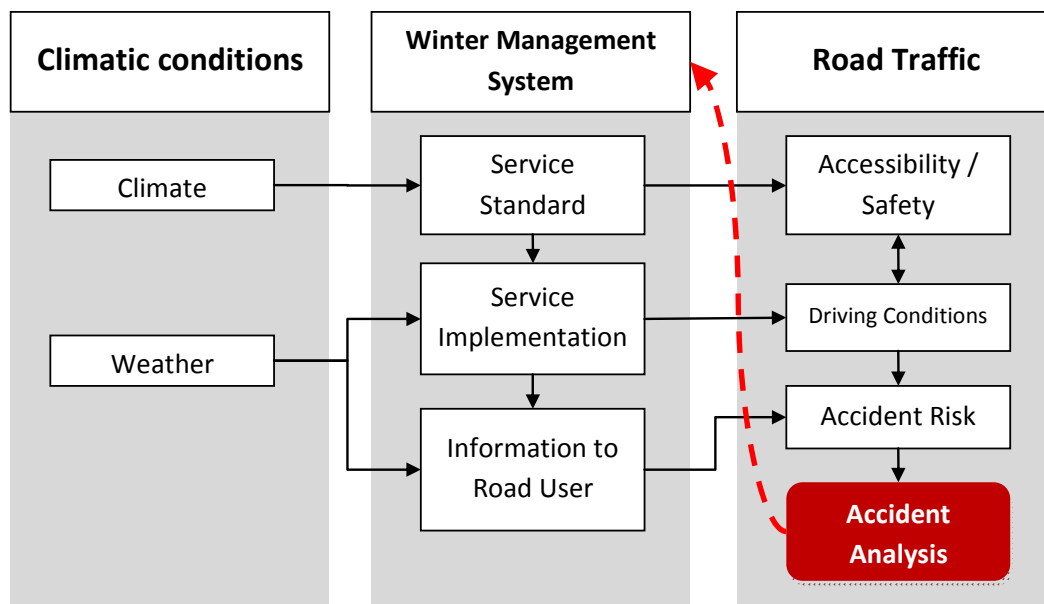 Climatic conditions
Winter Management
System
Road Traffic
Climate
Weather
Service
Standard
Service
Implementation
Information to
Road User
Accessibility /
Safety
Driving Conditions
Accident Risk
Accident
Analysis